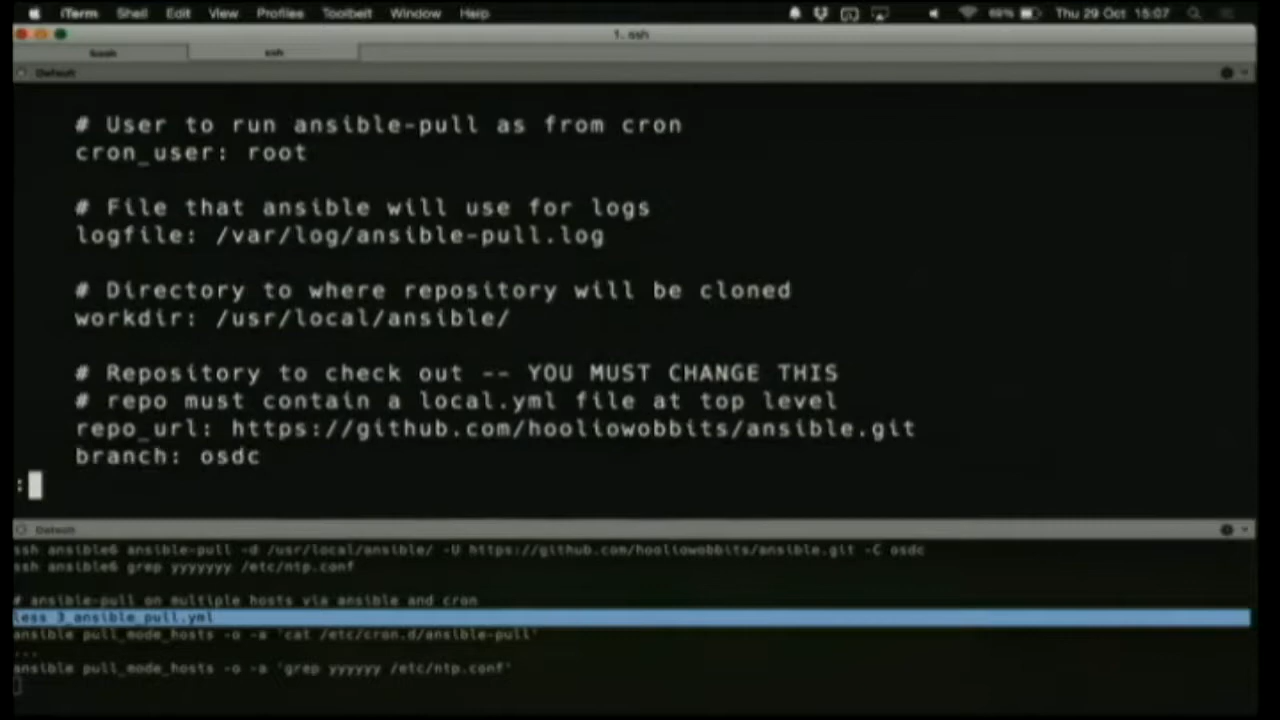 iTerm Shell Edit View Profiles Toolbelt Window Help 69% Thu 29 Oct 15:07
1. ssh
bash ssh
Default
# User to run ansible-pull as from cron
cron_user: root
# File that ansible will use for logs
logfile: /var/log/ansible-pull.log
# Directory to where repository will be cloned
workdir: /usr/local/ansible/
# Repository to check out -- YOU MUST CHANGE THIS
# repo must contain a local.yml file at top level
repo_url: https://github.com/hooliowobbits/ansible.git
branch: osdc
:
Default
ssh ansible6 ansible-pull -d /usr/local/ansible/ -U https://github.com/hooliowobbits/ansible.git -C osdc
ssh ansible6 grep yyyyyyy /etc/ntp.conf
# ansible-pull on multiple hosts via ansible and cron
less 3_ansible_pull.yml
ansible pull_mode_hosts -o -a 'cat /etc/cron.d/ansible-pull'
...
ansible pull_mode_hosts -o -a 'grep yyyyyy /etc/ntp.conf'